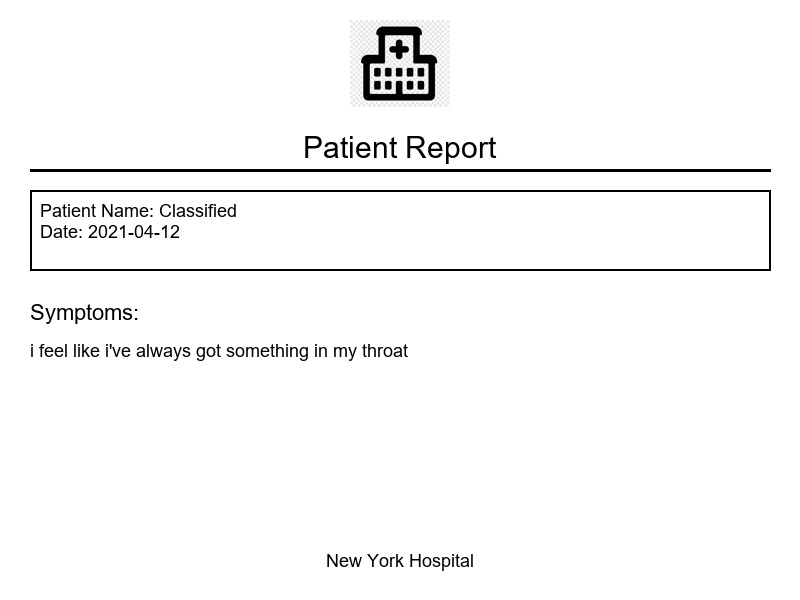 Patient Report
Patient Name: Classified
Date: 2021-04-12
Symptoms:
i feel like i've always got something in my throat
New York Hospital